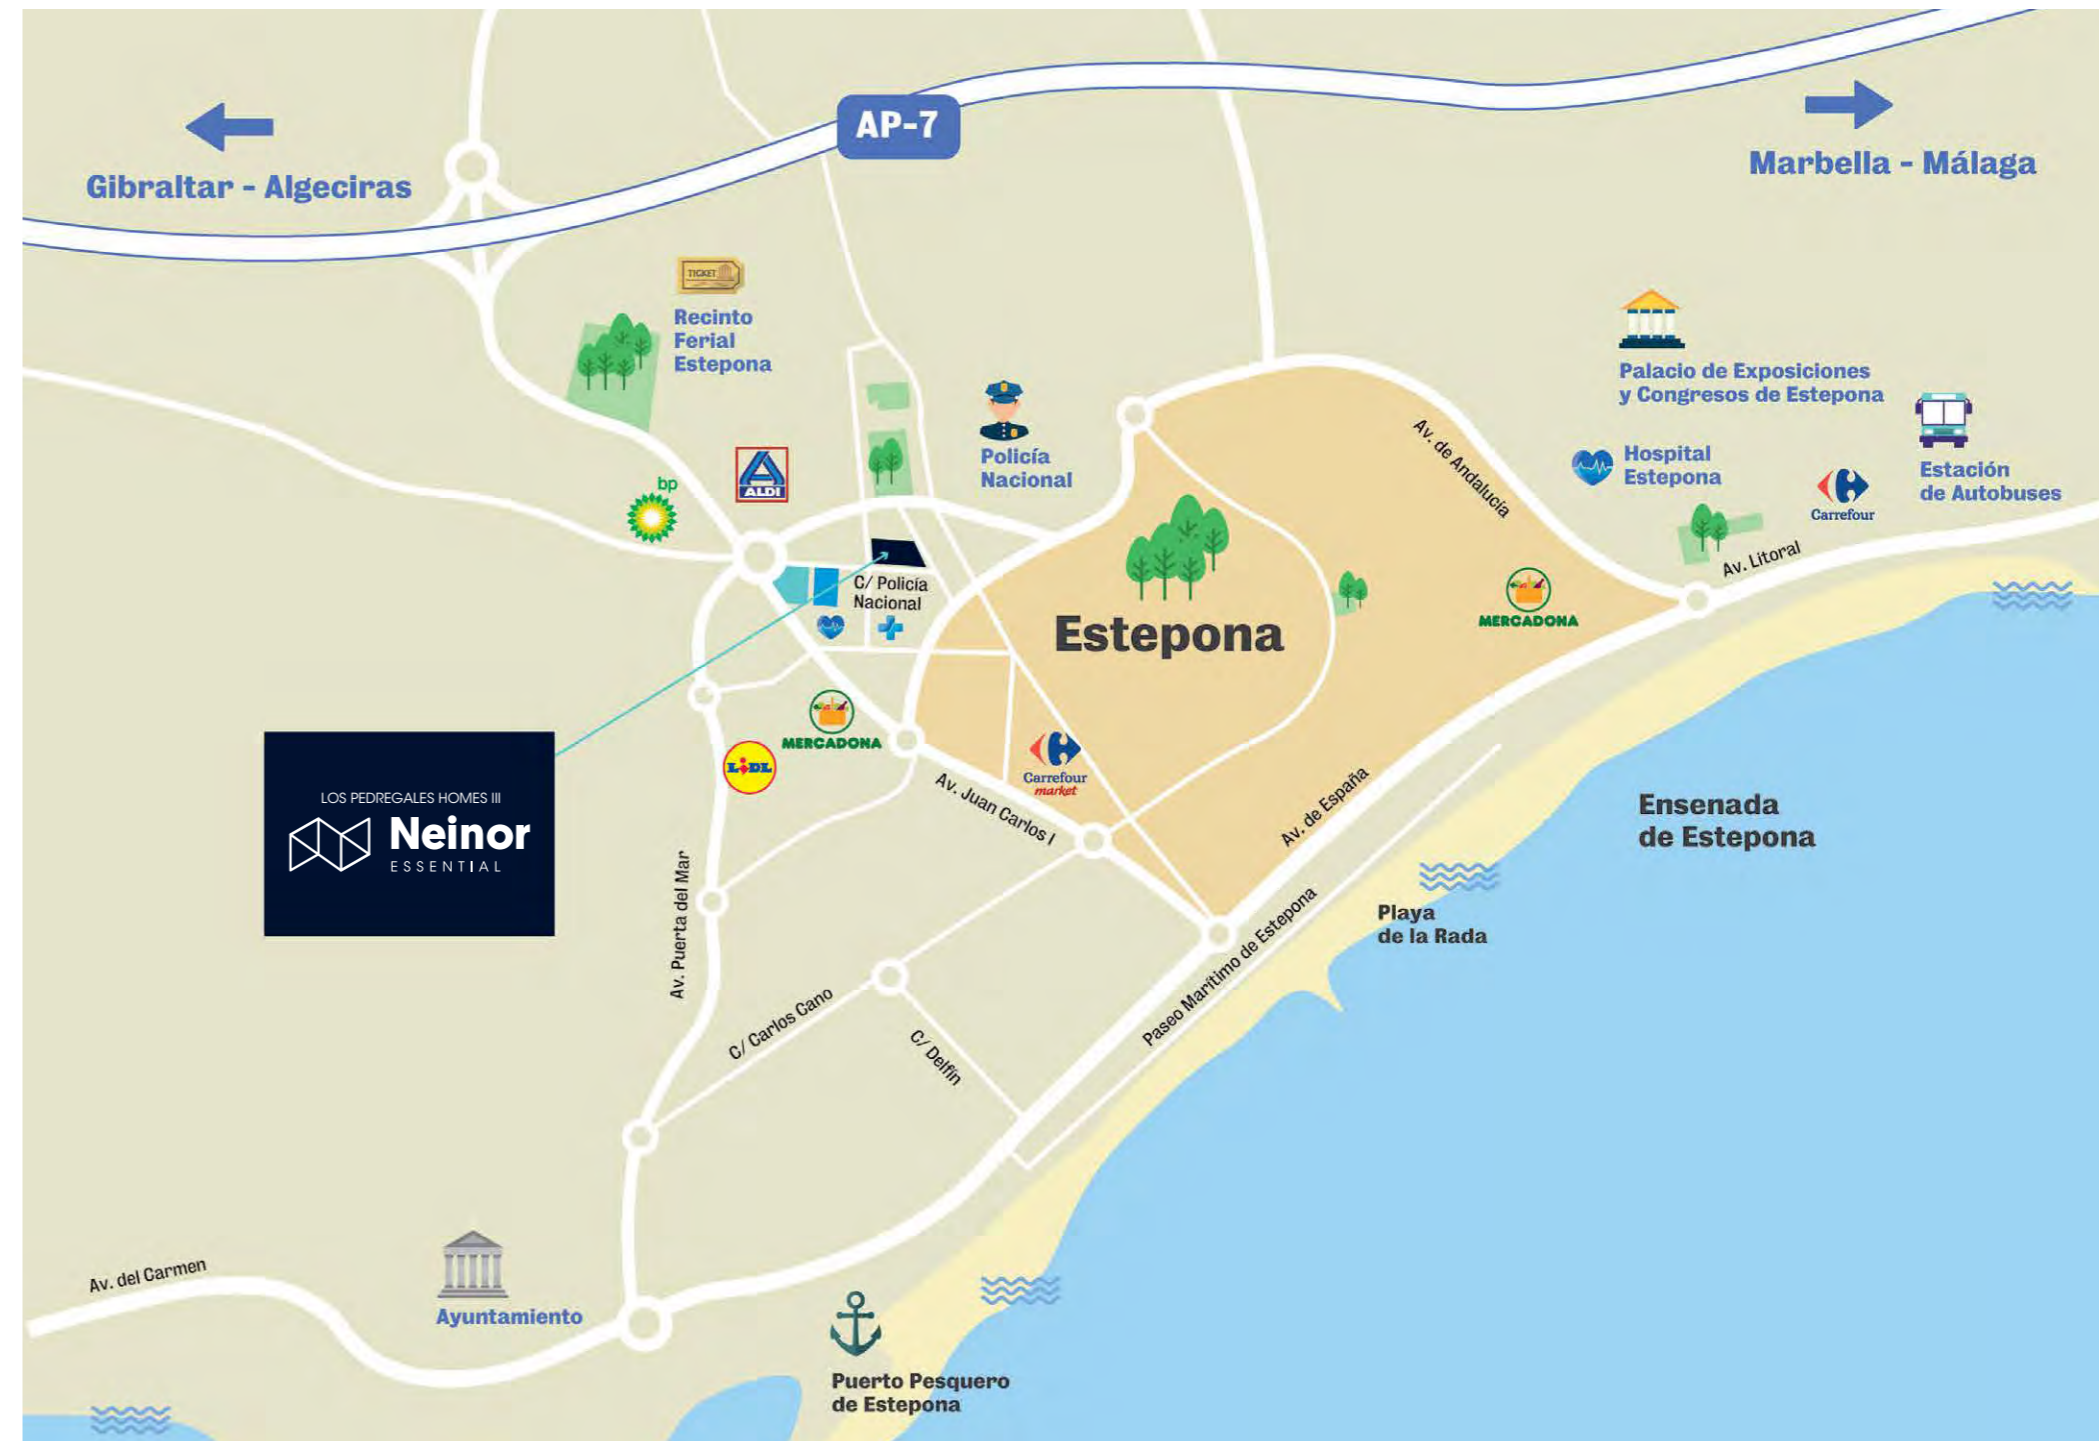 AP-7
Gibraltar - Algeciras
Marbella - Málaga
TICKET
Recinto
Ferial
Estepona
Policía
Nacional
Palacio de Exposiciones
y Congresos de Estepona
Hospital
Estepona
Estación
de Autobuses
Carrefour
Av. de Andalucía
Av. Litoral
bp
ALDI
C/ Policía
Nacional
Estepona
MERCADONA
MERCADONA
LiDL
Carrefour
market
Av. Juan Carlos I
Av. de España
LOS PEDREGALES HOMES III
Neinor
ESSENTIAL
Ensenada
de Estepona
Playa
de la Rada
Paseo Marítimo de Estepona
Av. Puerta del Mar
C/ Carlos Cano
C/ Delfín
Av. del Carmen
Ayuntamiento
Puerto Pesquero
de Estepona